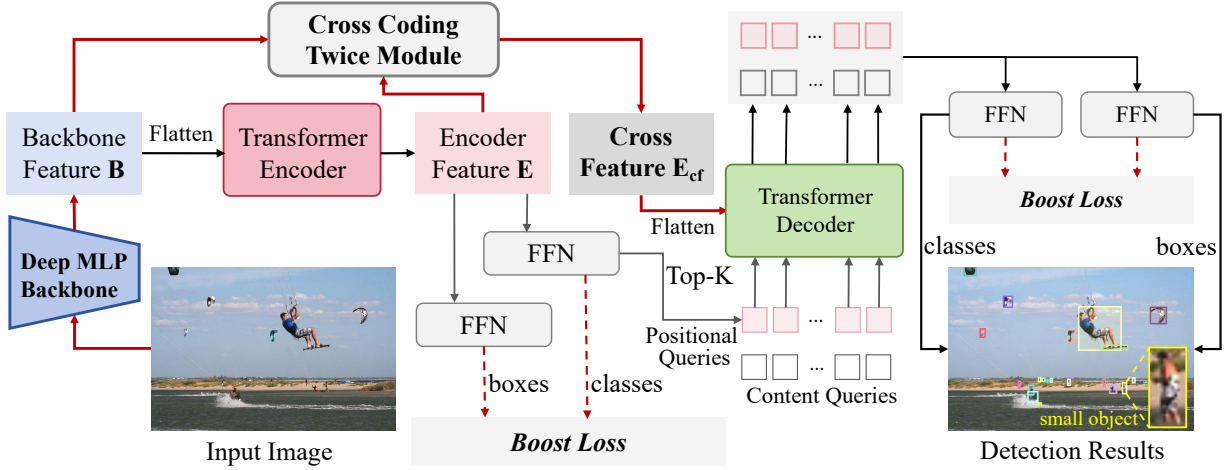 Cross Coding
Twice Module
Backbone
Feature B
Flatten
Transformer
Encoder
Encoder
Feature E
Cross
Feature E_cf
Flatten
Transformer
Decoder
...
...
FFN
FFN
Boost Loss
classes
boxes
Deep MLP
Backbone
FFN
FFN
Top-K
Positional
Queries
...
...
Content Queries
boxes
classes
Boost Loss
Input Image
small object
Detection Results